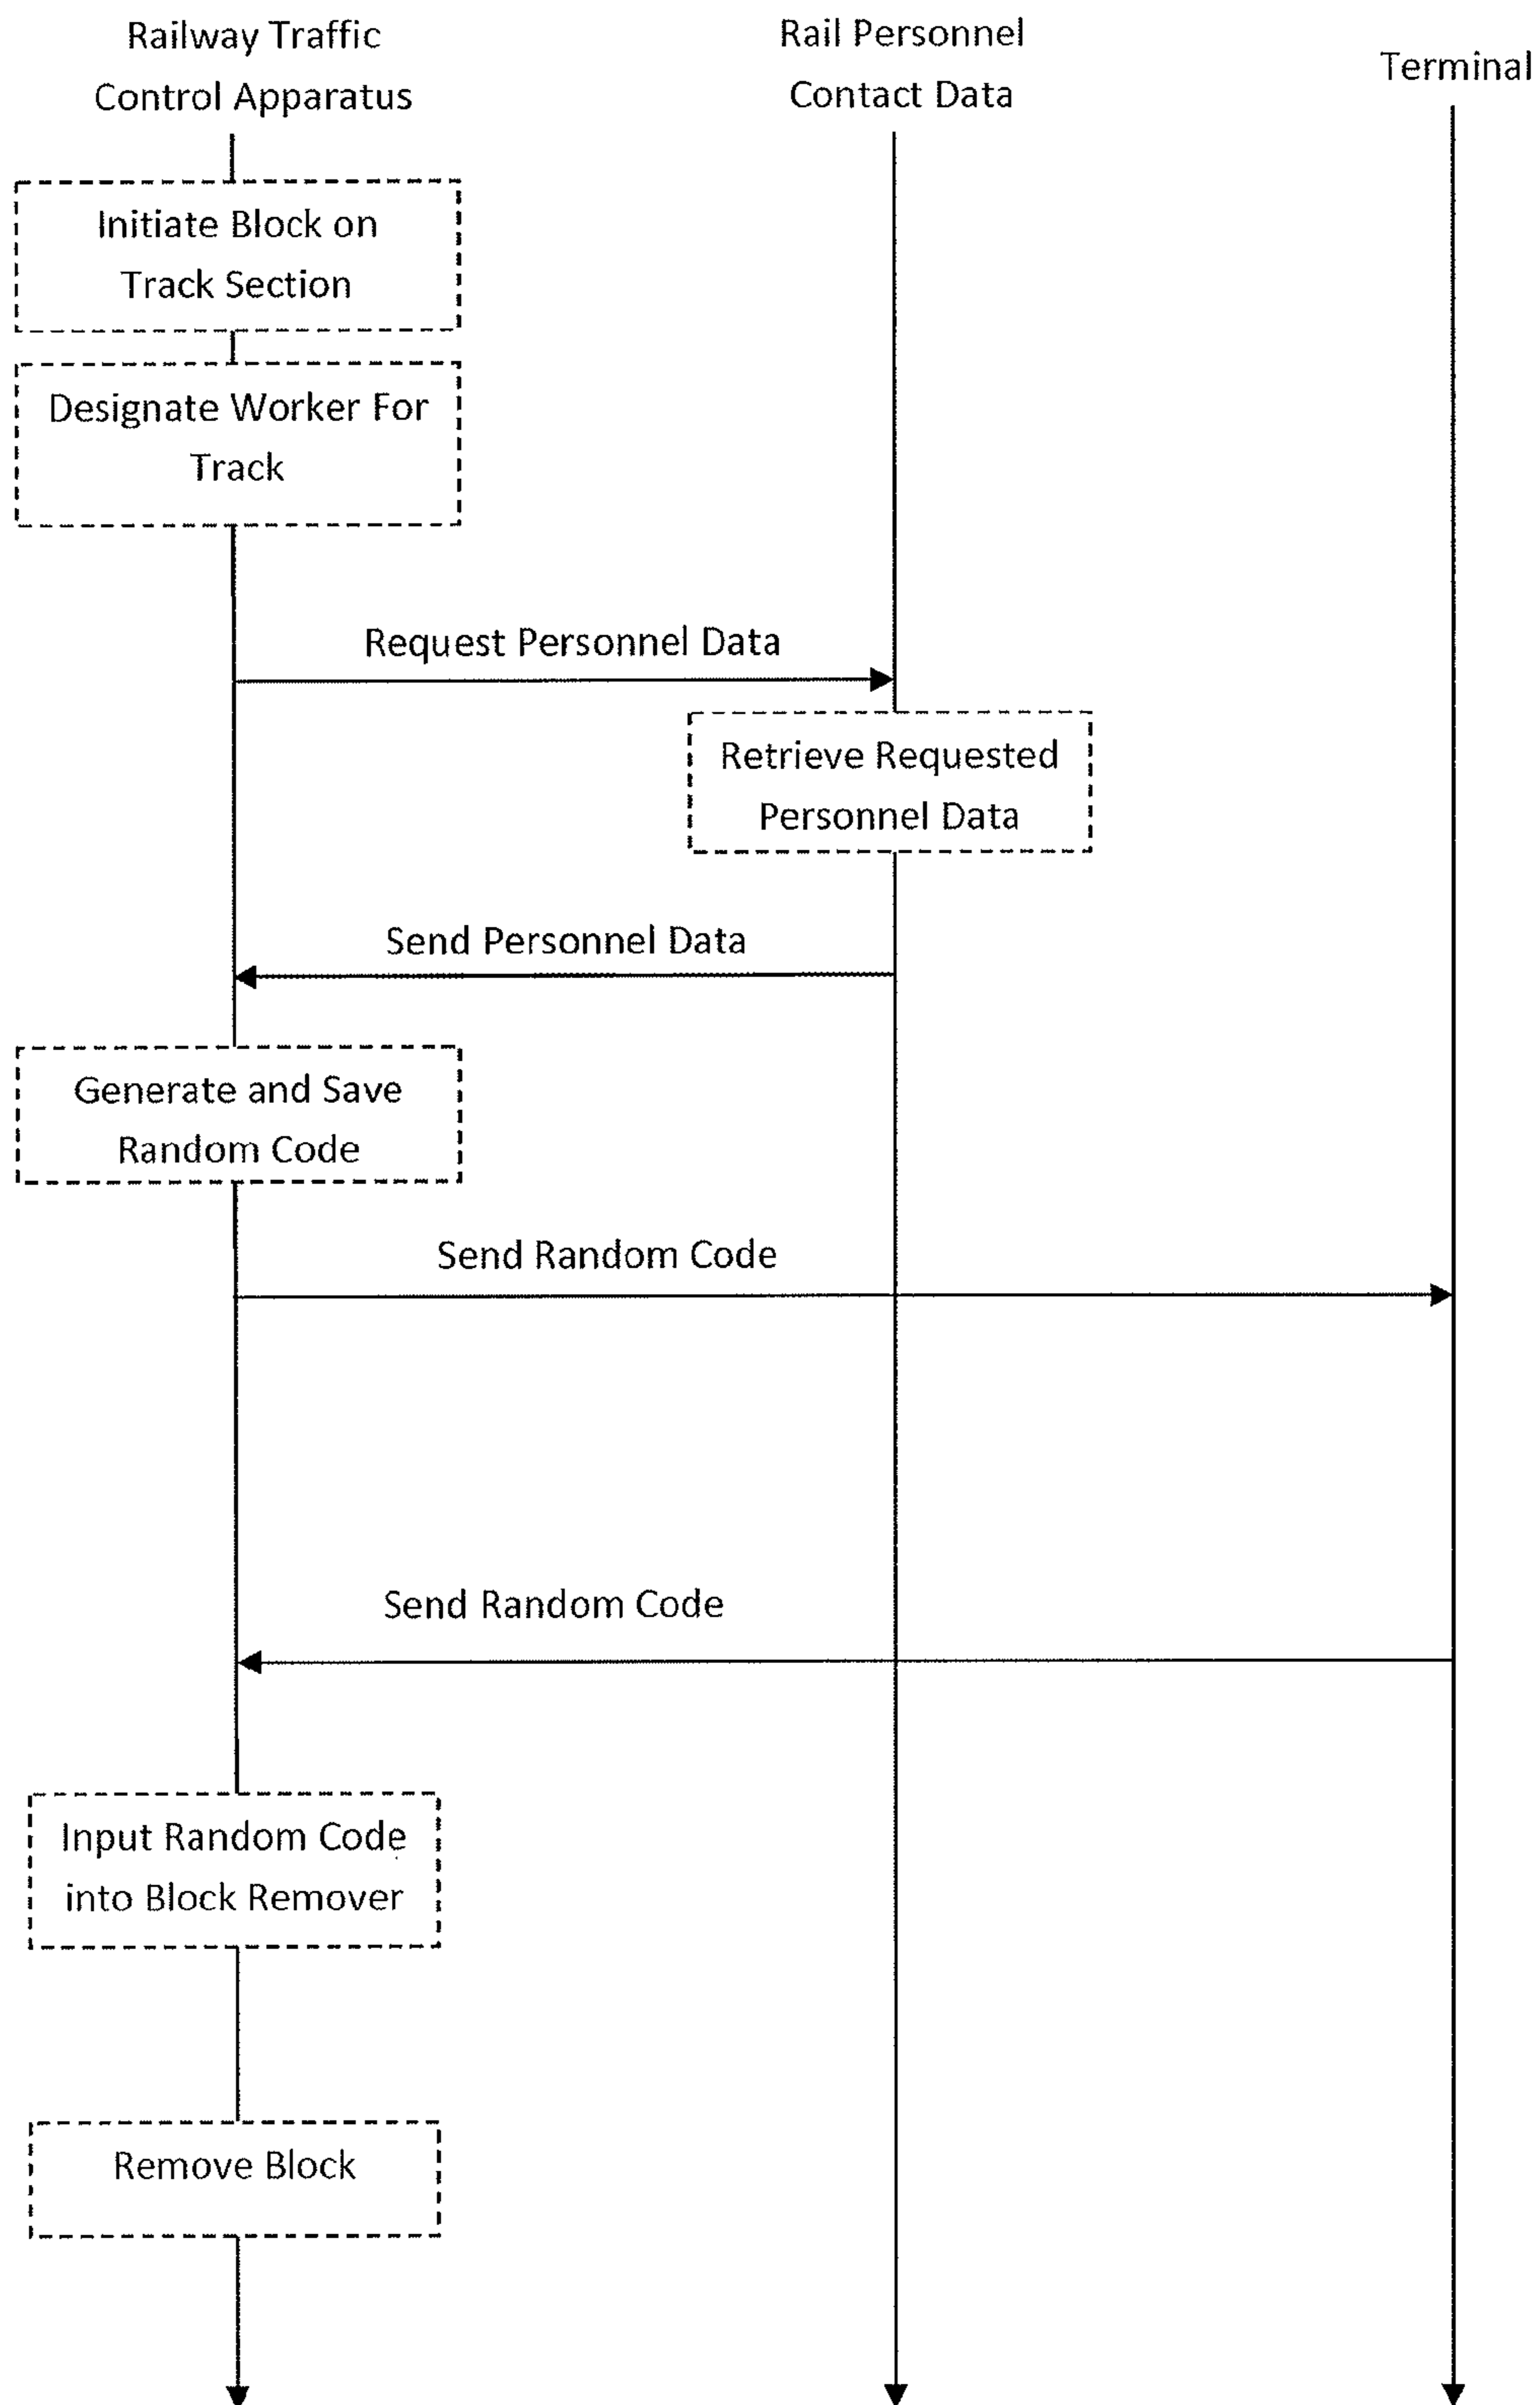 Railway Traffic
Control Apparatus
Rail Personnel
Contact Data
Terminal
Initiate Block on
Track Section
Designate Worker For
Track
Request Personnel Data
Retrieve Requested
Personnel Data
Send Personnel Data
Generate and Save
Random Code
Send Random Code
Send Random Code
Input Random Code
into Block Remover
Remove Block